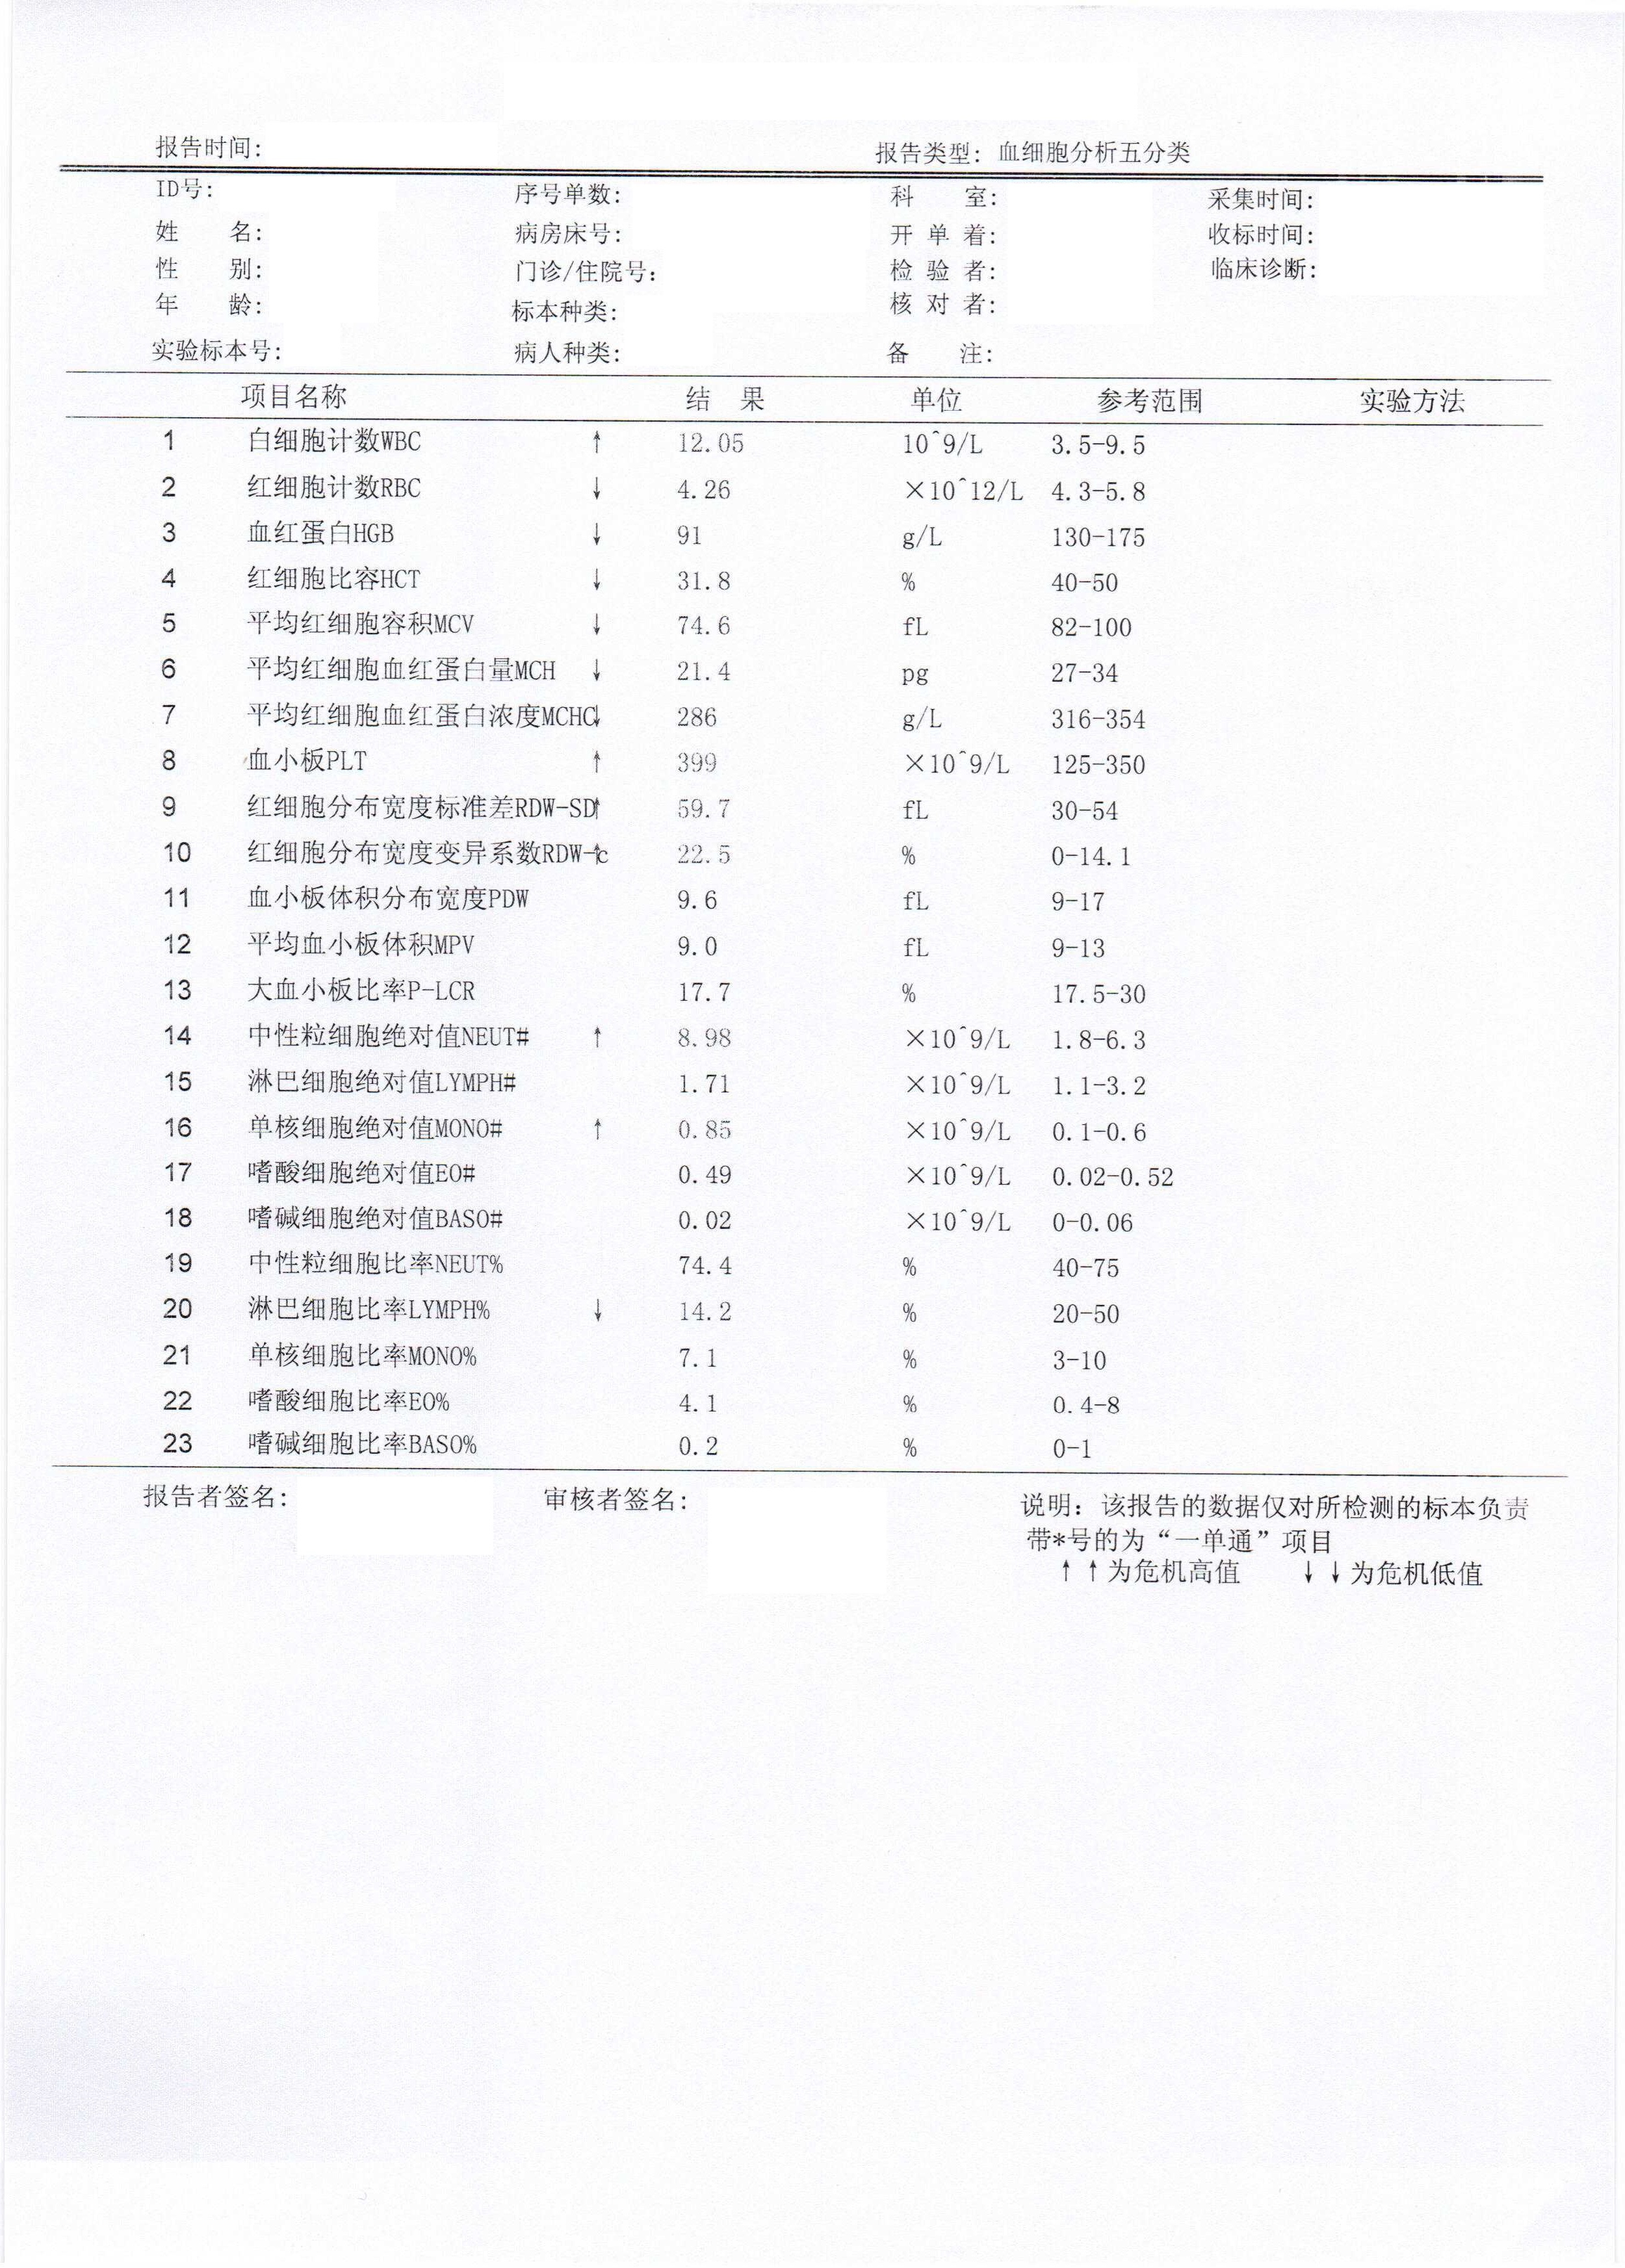 报告时间: 报告类型: 血细胞分析五分类
ID号: 序号单数: 科 室: 采集时间:
姓 名: 病房床号: 开 单 着: 收标时间:
性 别: 门诊/住院号: 检 验 者: 临床诊断:
年 龄: 标本种类: 核 对 者:
实验标本号: 病人种类: 备 注:
项目名称 结 果 单位 参考范围 实验方法
1 白细胞计数WBC ↑ 12.05 10^9/L 3.5-9.5
2 红细胞计数RBC ↓ 4.26 ×10^12/L 4.3-5.8
3 血红蛋白HGB ↓ 91 g/L 130-175
4 红细胞比容HCT ↓ 31.8 % 40-50
5 平均红细胞容积MCV ↓ 74.6 fL 82-100
6 平均红细胞血红蛋白量MCH ↓ 21.4 pg 27-34
7 平均红细胞血红蛋白浓度MCHC↓ 286 g/L 316-354
8 血小板PLT ↑ 399 ×10^9/L 125-350
9 红细胞分布宽度标准差RDW-SD↑ 59.7 fL 30-54
10 红细胞分布宽度变异系数RDW-↑c 22.5 % 0-14.1
11 血小板体积分布宽度PDW 9.6 fL 9-17
12 平均血小板体积MPV 9.0 fL 9-13
13 大血小板比率P-LCR 17.7 % 17.5-30
14 中性粒细胞绝对值NEUT# ↑ 8.98 ×10^9/L 1.8-6.3
15 淋巴细胞绝对值LYMPH# 1.71 ×10^9/L 1.1-3.2
16 单核细胞绝对值MONO# ↑ 0.85 ×10^9/L 0.1-0.6
17 嗜酸细胞绝对值EO# 0.49 ×10^9/L 0.02-0.52
18 嗜碱细胞绝对值BASO# 0.02 ×10^9/L 0-0.06
19 中性粒细胞比率NEUT% 74.4 % 40-75
20 淋巴细胞比率LYMPH% ↓ 14.2 % 20-50
21 单核细胞比率MONO% 7.1 % 3-10
22 嗜酸细胞比率EO% 4.1 % 0.4-8
23 嗜碱细胞比率BASO% 0.2 % 0-1
报告者签名: 审核者签名: 说明: 该报告的数据仅对所检测的标本负责
带*号的为“一单通”项目
↑↑为危机高值 ↓↓为危机低值